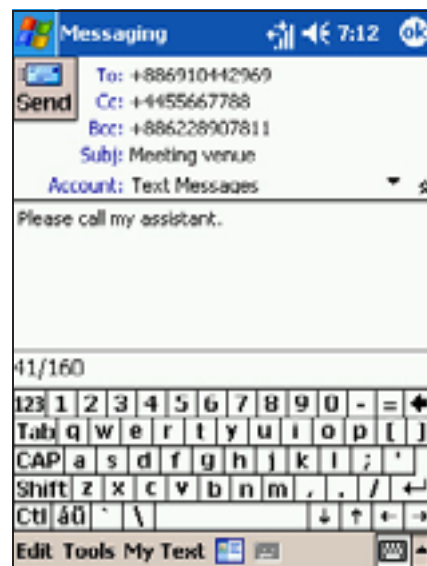 Messaging 7:12 ok
Send
To: +886910442969
Cc: +4455667788
Bcc: +886228907811
Subj: Meeting venue
Account: Text Messages
Please call my assistant.
41/160
123 1 2 3 4 5 6 7 8 9 0 - =
Tab q w e r t y u i o p [ ]
CAP a s d f g h j k l ; '
Shift z x c v b n m , . /
Ctl áü ` \
Edit Tools My Text